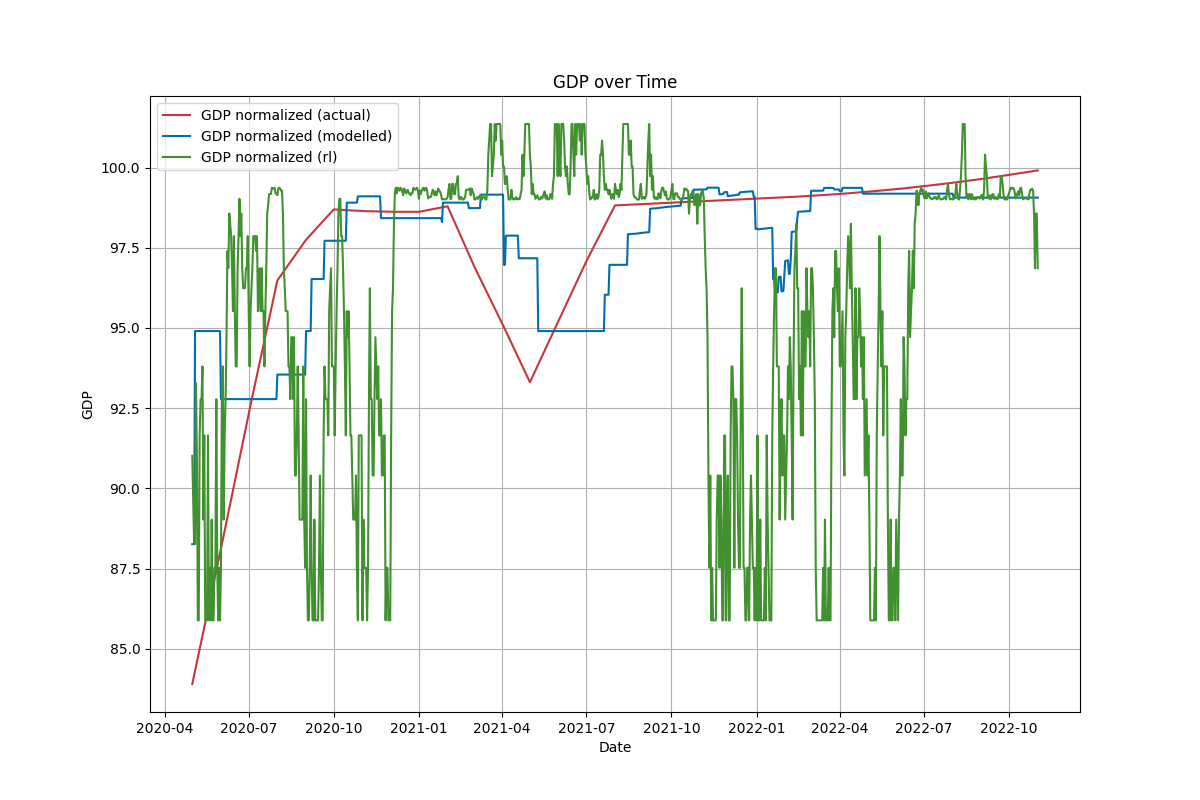 GDP over Time
GDP normalized (actual)
GDP normalized (modelled)
GDP normalized (rl)
100.0
97.5
95.0
92.5
90.0
87.5
85.0
GDP
2020-04 2020-07 2020-10 2021-01 2021-04 2021-07 2021-10 2022-01 2022-04 2022-07 2022-10
Date